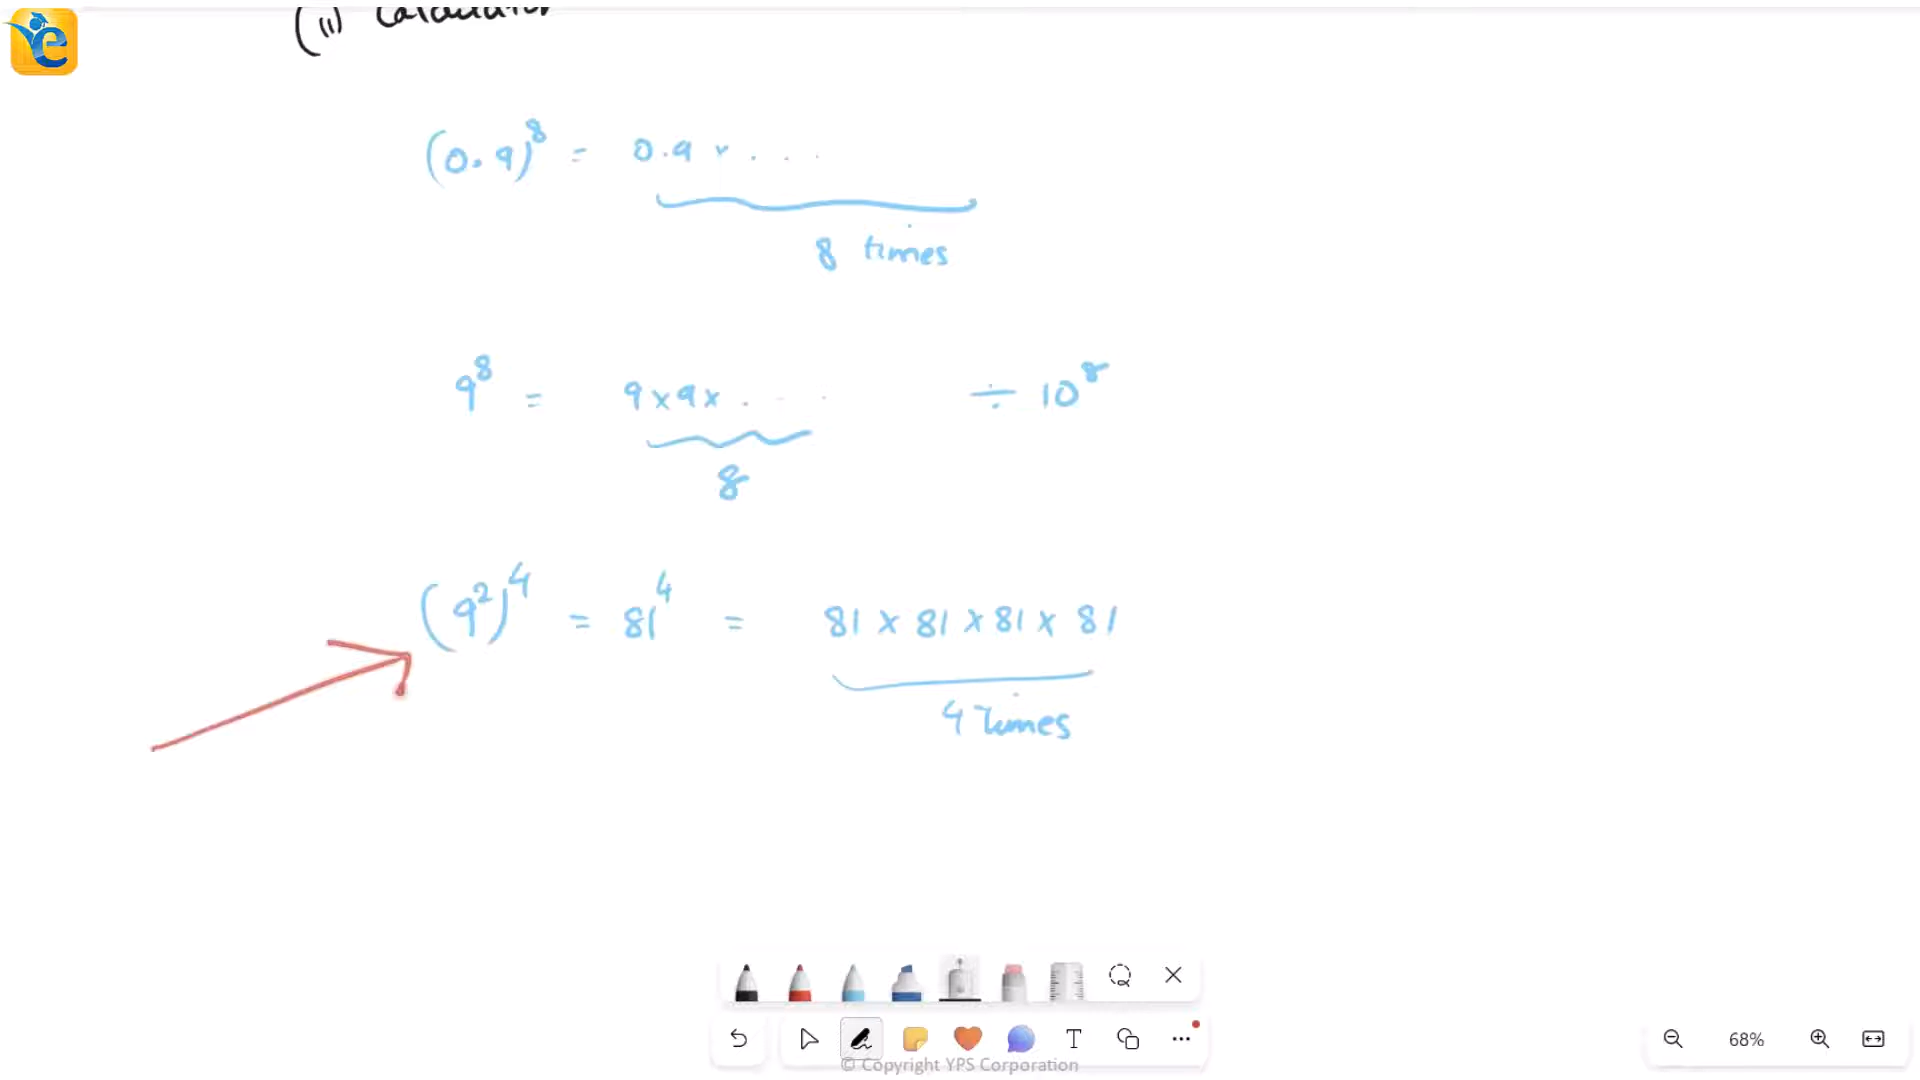 (ii) Calculator
(0.9)^8 = 0.9 × . . .
8 times
9^8 = 9 × 9 × . . . . ÷ 10^8
8
(9^2)^4 = 81^4 = 81 × 81 × 81 × 81
4 Times
68%
© Copyright YPS Corporation